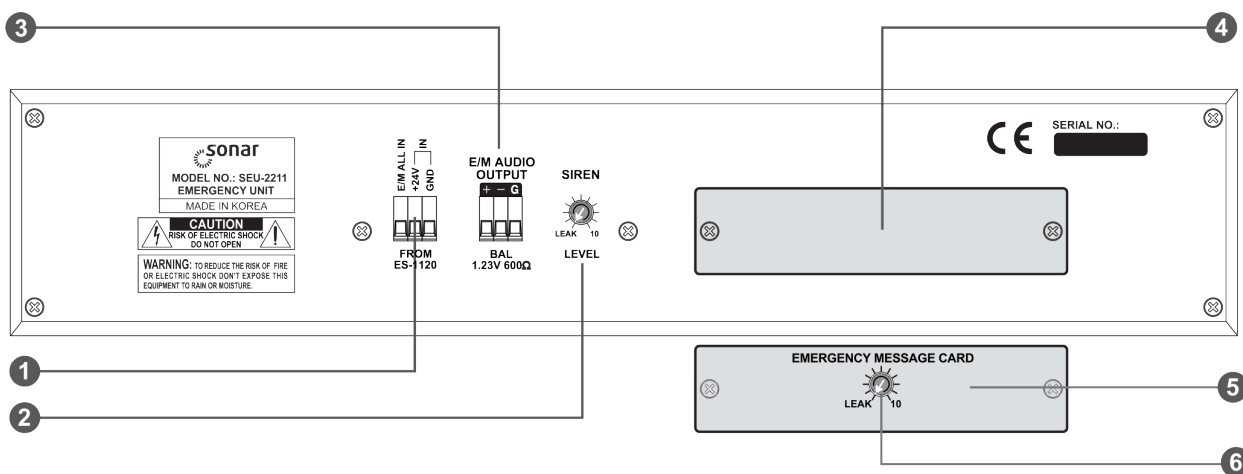 3
4
sonar
MODEL NO.: SEU-2211
EMERGENCY UNIT
MADE IN KOREA
CAUTION
RISK OF ELECTRIC SHOCK
DO NOT OPEN
WARNING: TO REDUCE THE RISK OF FIRE
OR ELECTRIC SHOCK DON'T EXPOSE THIS
EQUIPMENT TO RAIN OR MOISTURE.
E/M ALL IN
+24V
GND
IN
FROM
ES-1120
E/M AUDIO
OUTPUT
+ − G
BAL
1.23V 600Ω
SIREN
LEAK 10
LEVEL
CE
SERIAL NO.:
1
2
EMERGENCY MESSAGE CARD
LEAK 10
5
6